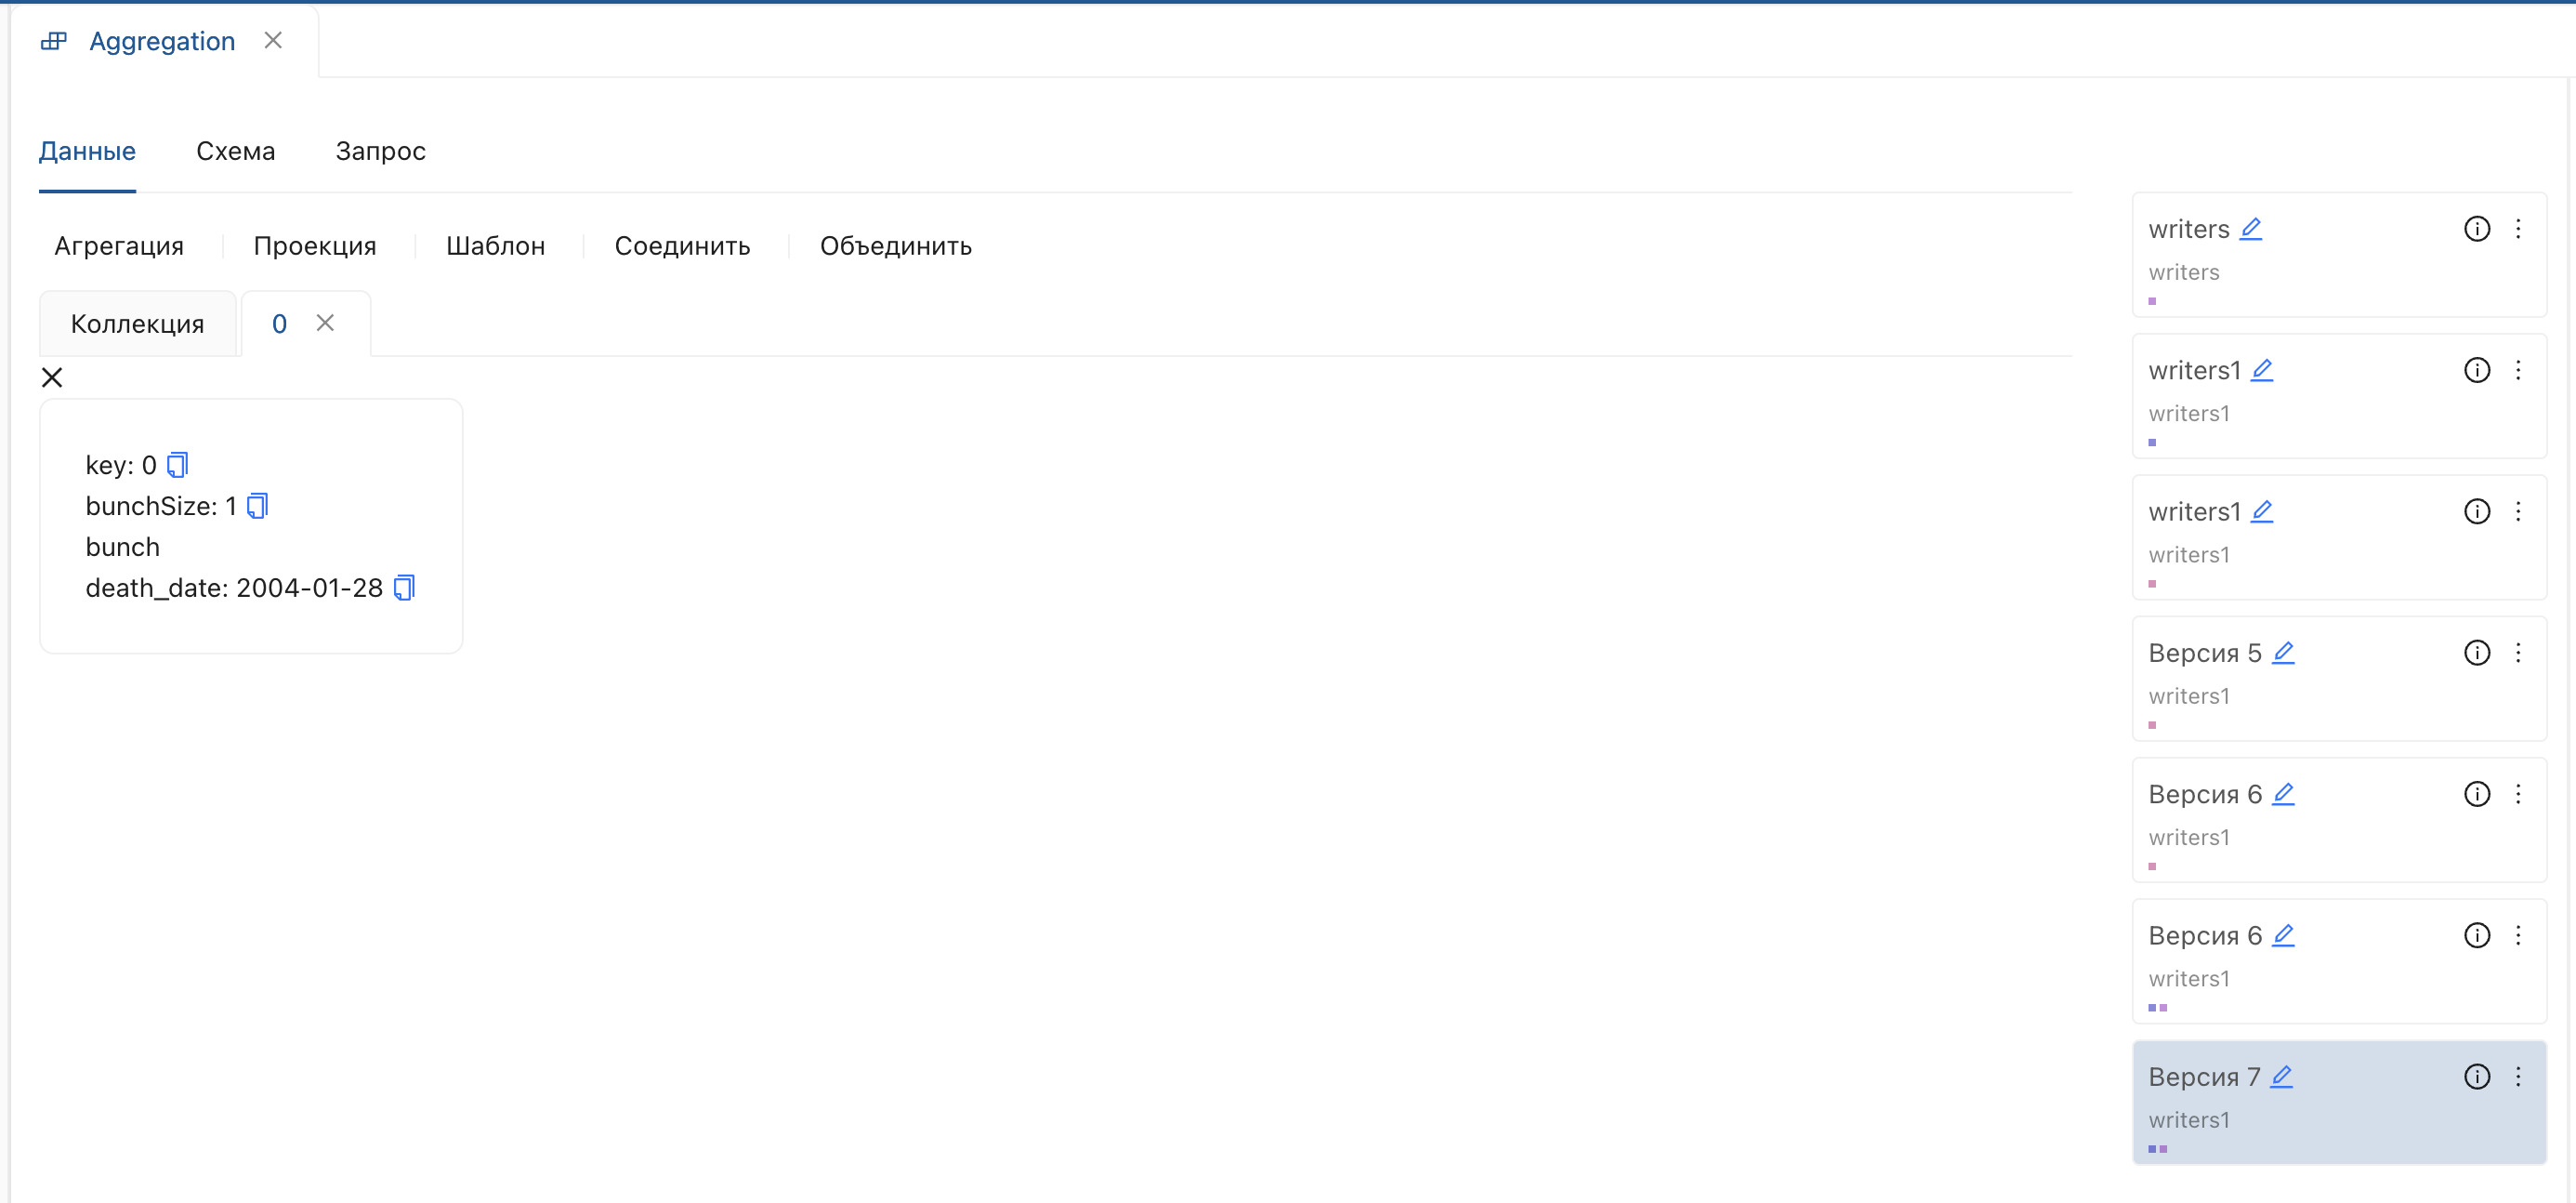 Aggregation
Данные Схема Запрос
Агрегация Проекция Шаблон Соединить Объединить
Коллекция 0
key: 0
bunchSize: 1
bunch
death_date: 2004-01-28
writers
writers
writers1
writers1
writers1
writers1
Версия 5
writers1
Версия 6
writers1
Версия 6
writers1
Версия 7
writers1